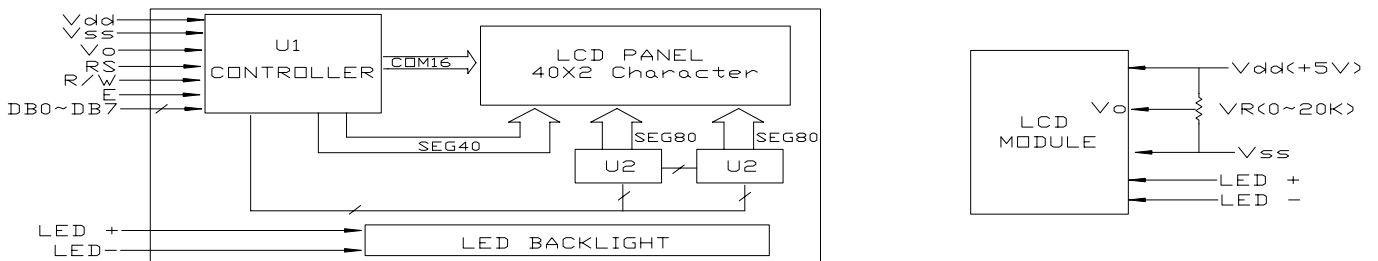 Vdd
Vss
Vo
RS
R/W
E
DB0~DB7
U1
CONTROLLER
COM16
LCD PANEL
40X2 Character
SEG40
SEG80
SEG80
U2
U2
LED +
LED-
LED BACKLIGHT
LCD
MODULE
Vdd(+5V)
Vo
VR(0~20K)
Vss
LED +
LED -